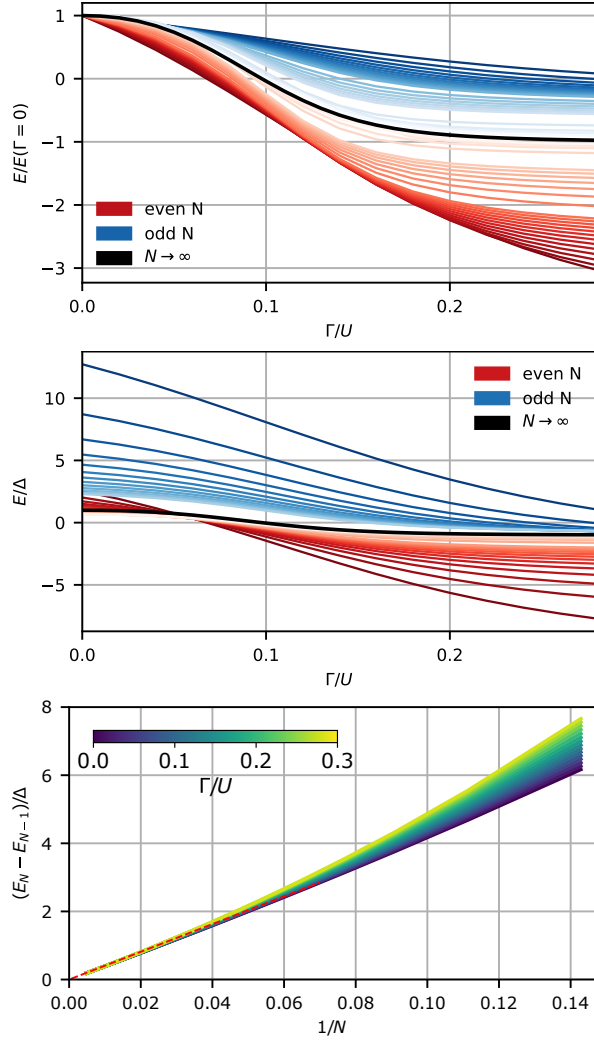 E/E(Γ = 0)
1
0
−1
−2
−3
even N
odd N
N → ∞
0.0
0.1
0.2
Γ/U
E/Δ
10
5
0
−5
even N
odd N
N → ∞
0.0
0.1
0.2
Γ/U
(E_N − E_{N−1})/Δ
8
6
4
2
0
0.0
0.1
0.2
0.3
Γ/U
0.00
0.02
0.04
0.06
0.08
0.10
0.12
0.14
1/N